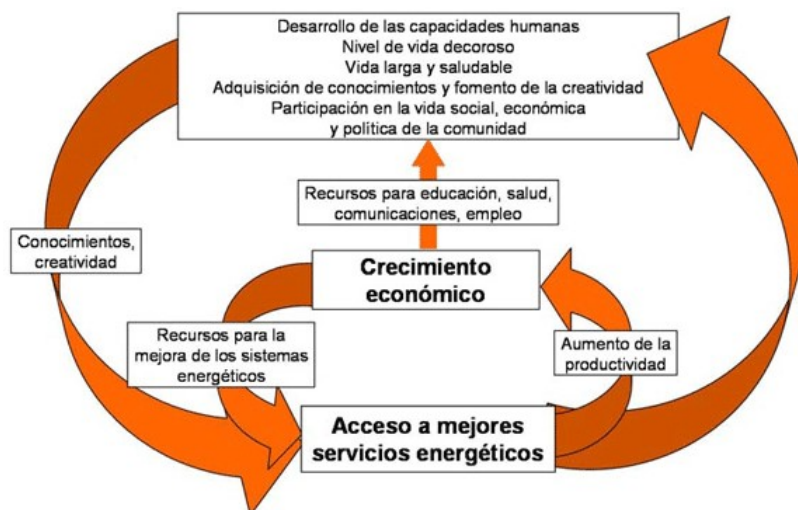 Desarrollo de las capacidades humanas
Nivel de vida decoroso
Vida larga y saludable
Adquisición de conocimientos y fomento de la creatividad
Participación en la vida social, económica
y política de la comunidad
Recursos para educación, salud,
comunicaciones, empleo
Conocimientos,
creatividad
Crecimiento
económico
Recursos para la
mejora de los sistemas
energéticos
Aumento de la
productividad
Acceso a mejores
servicios energéticos